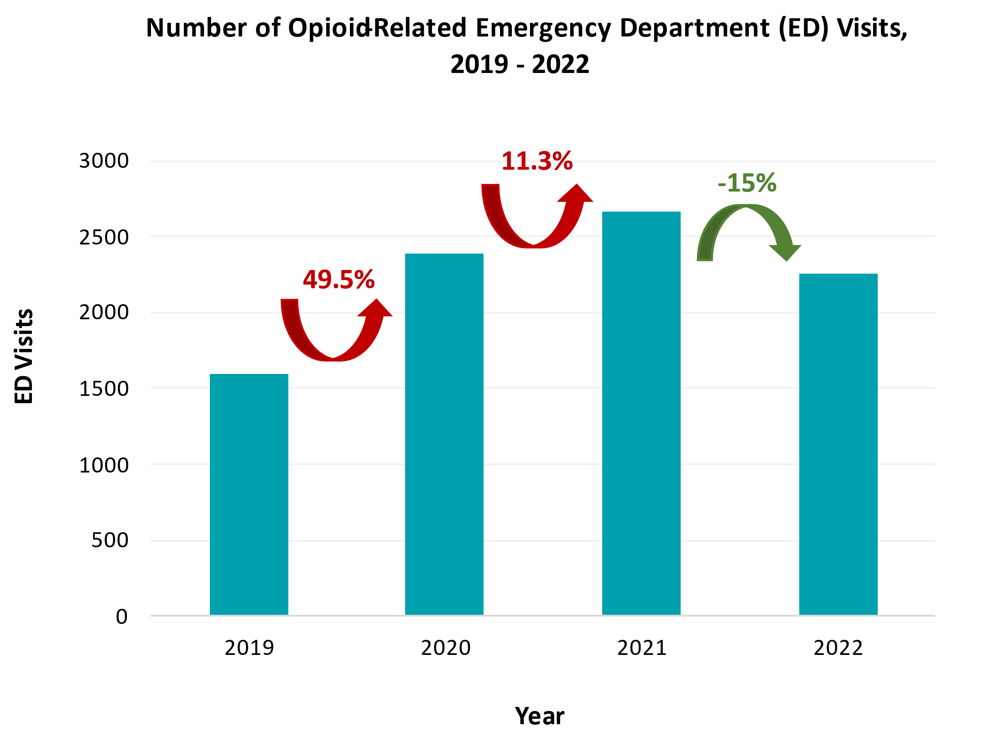 Number of Opioid-Related Emergency Department (ED) Visits,
2019 - 2022
3000
11.3%
-15%
2500
49.5%
2000
ED Visits
1500
1000
500
0
2019 2020 2021 2022
Year